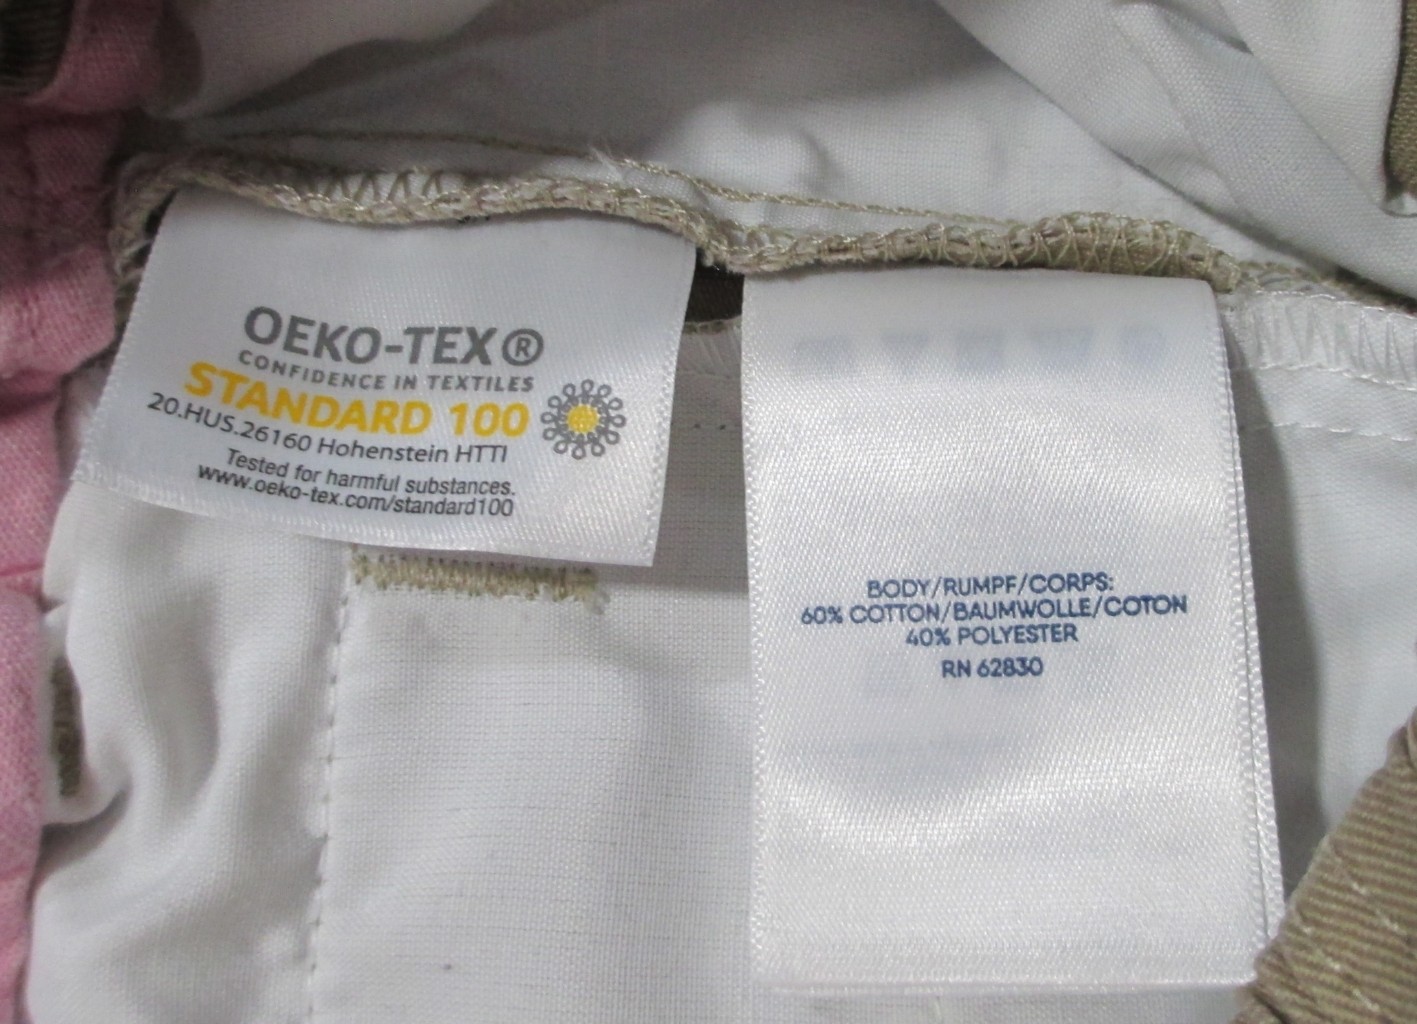 OEKO-TEX®
CONFIDENCE IN TEXTILES
STANDARD 100
20.HUS.26160 Hohenstein HTTI
Tested for harmful substances.
www.oeko-tex.com/standard100
BODY/RUMPF/CORPS:
60% COTTON/BAUMWOLLE/COTON
40% POLYESTER
RN 62830